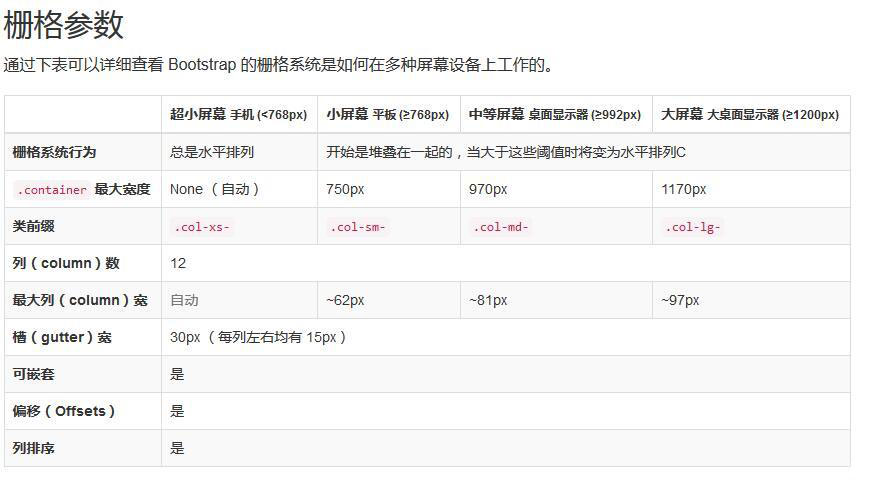 栅格参数
通过下表可以详细查看 Bootstrap 的栅格系统是如何在多种屏幕设备上工作的。
超小屏幕 手机 (<768px) 小屏幕 平板 (≥768px) 中等屏幕 桌面显示器 (≥992px) 大屏幕 大桌面显示器 (≥1200px)
栅格系统行为 总是水平排列 开始是堆叠在一起的，当大于这些阈值时将变为水平排列C
.container 最大宽度 None （自动） 750px 970px 1170px
类前缀 .col-xs- .col-sm- .col-md- .col-lg-
列（column）数 12
最大列（column）宽 自动 ~62px ~81px ~97px
槽（gutter）宽 30px （每列左右均有 15px）
可嵌套 是
偏移（Offsets） 是
列排序 是